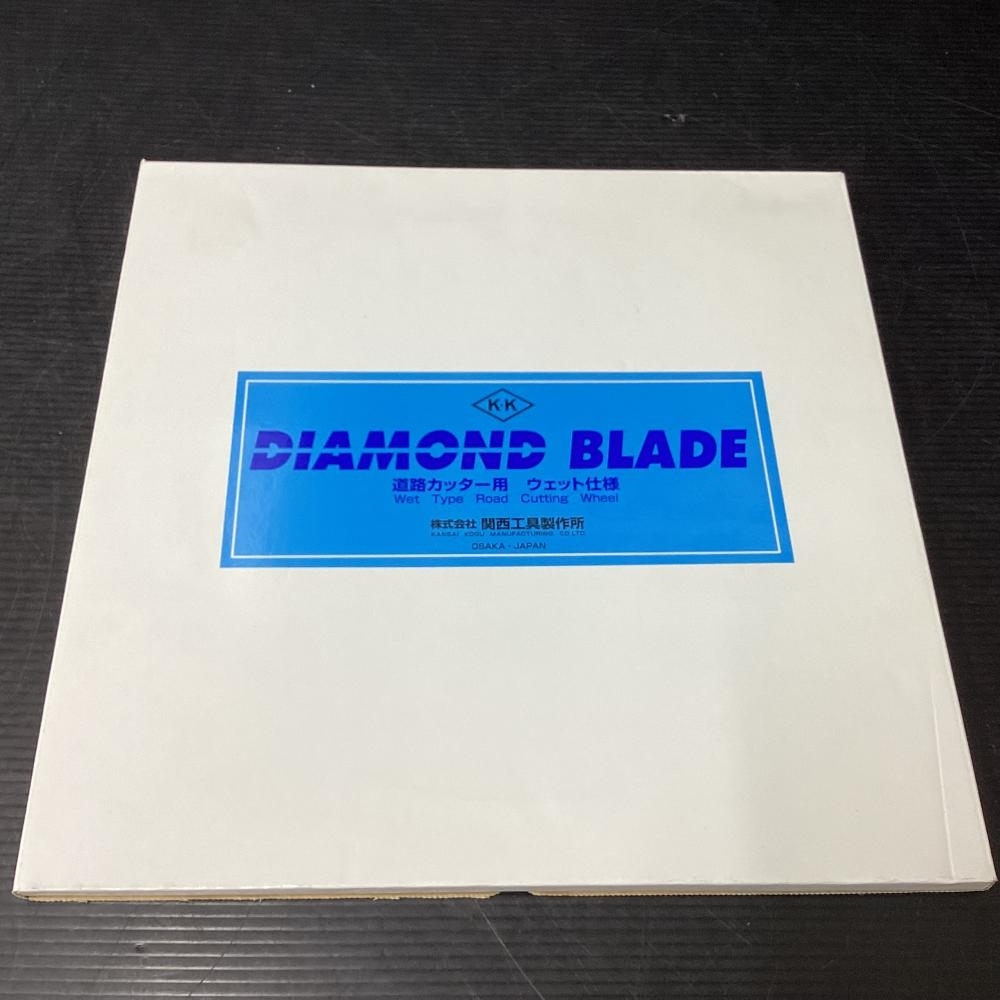 K・K
DIAMOND BLADE
道路カッター用 ウェット仕様
Wet Type Road Cutting Wheel
株式会社 関西工具製作所
KANSAI KOGU MANUFACTURING CO.LTD
OSAKA・JAPAN